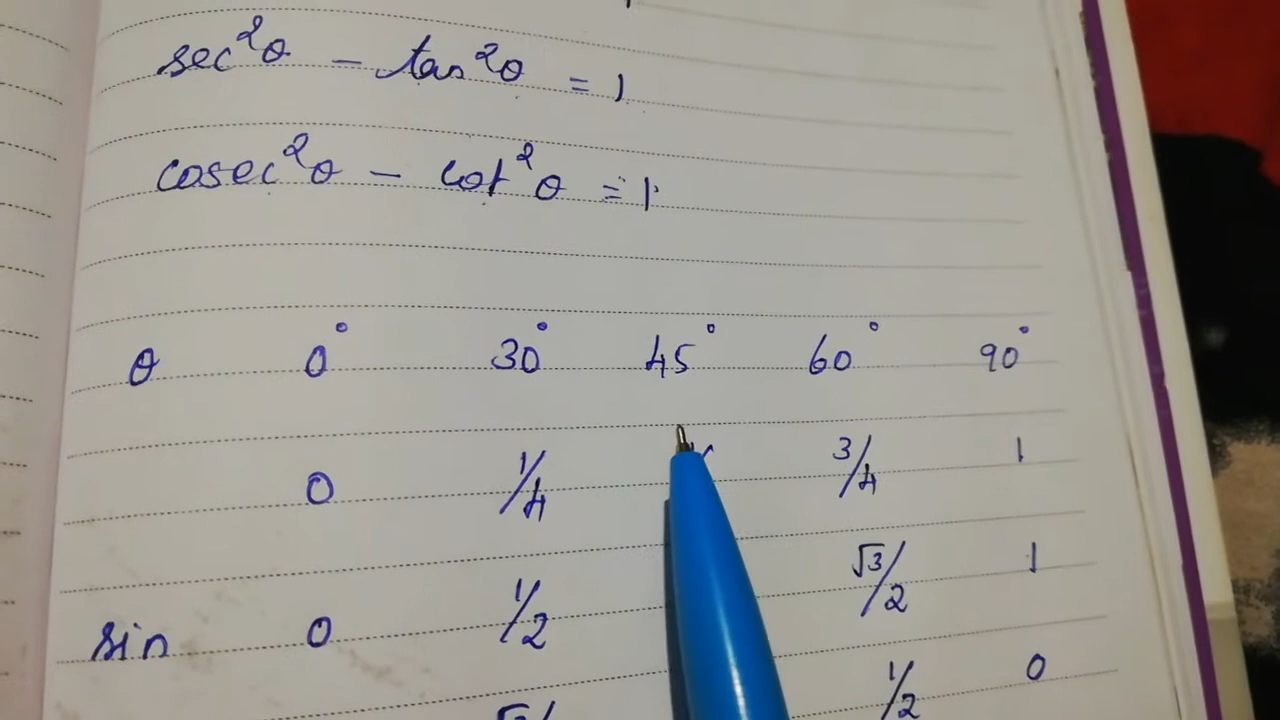 sec²θ - tan²θ = 1
cosec²θ - cot²θ = 1
θ 0° 30° 45° 60° 90°
0 1/4 3/4 1
sin 0 1/2 √3/2 1
1/2 0